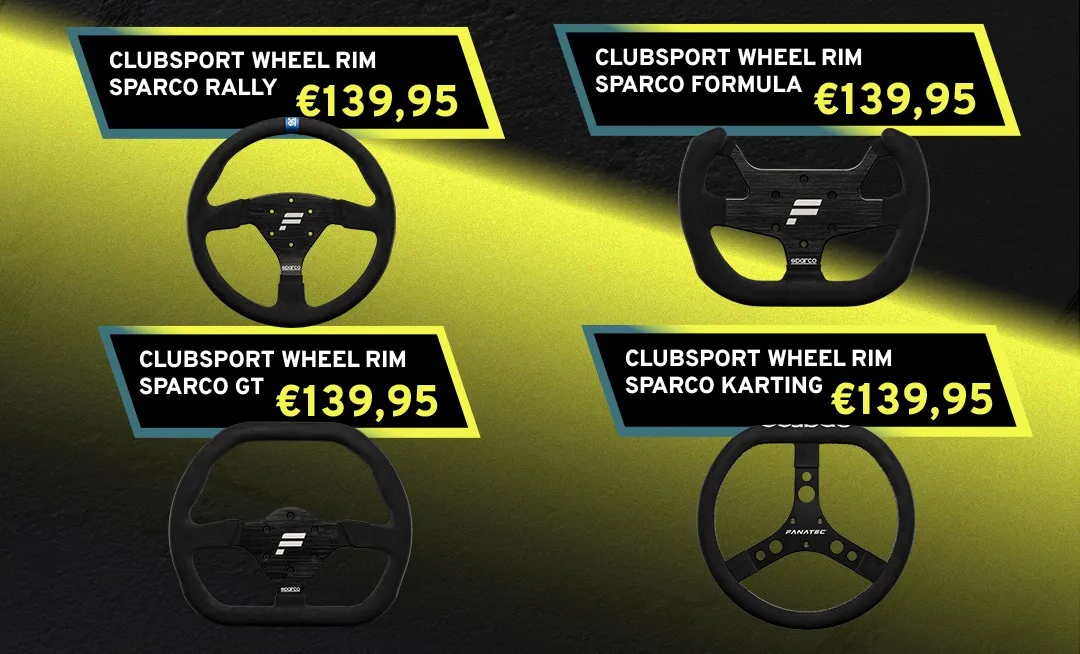 CLUBSPORT WHEEL RIM
SPARCO RALLY €139,95
CLUBSPORT WHEEL RIM
SPARCO FORMULA €139,95
sparco
sparco
CLUBSPORT WHEEL RIM
SPARCO GT €139,95
CLUBSPORT WHEEL RIM
SPARCO KARTING €139,95
FANATEC
sparco